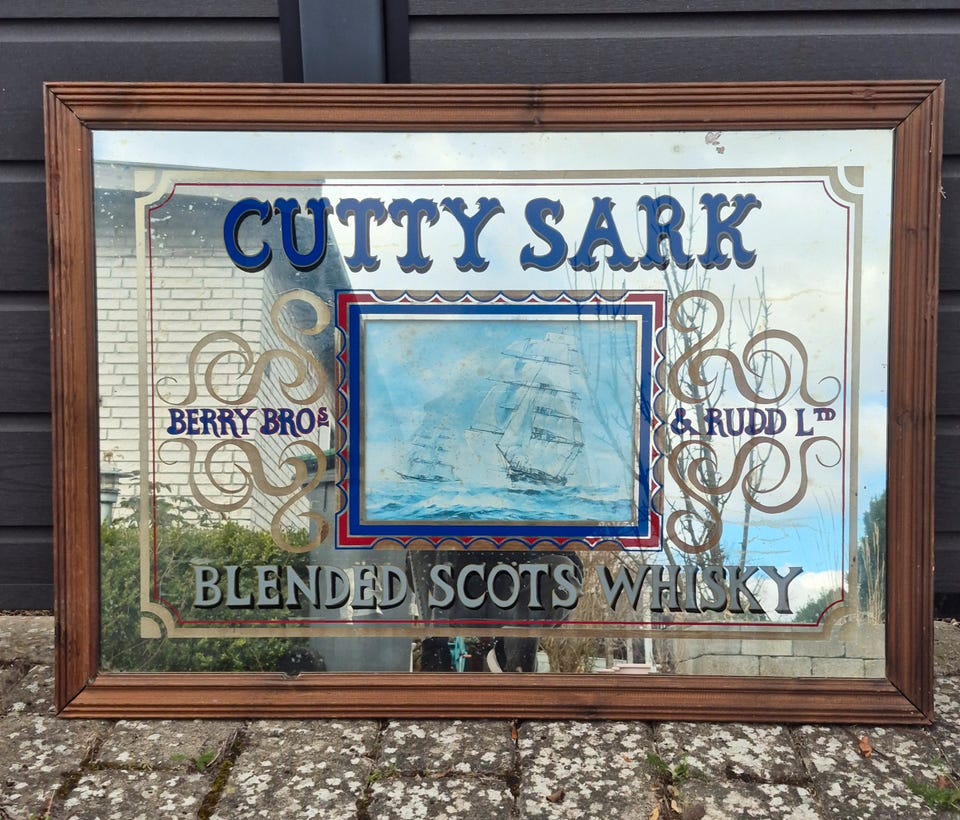 CUTTY SARK
BERRY BROS & RUDD LTD
BLENDED SCOTS WHISKY